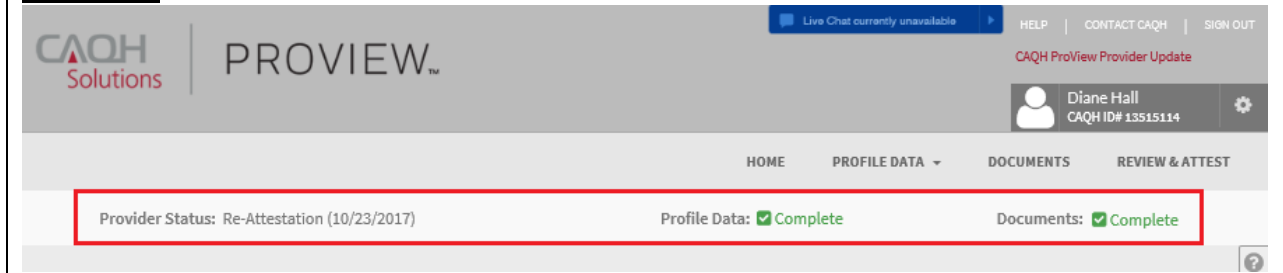 Live Chat currently unavailable
HELP | CONTACT CAQH | SIGN OUT
CAQH Solutions
PROVIEW™
CAQH ProView Provider Update
Diane Hall
CAQH ID# 13515114
HOME PROFILE DATA DOCUMENTS REVIEW & ATTEST
Provider Status: Re-Attestation (10/23/2017) Profile Data: Complete Documents: Complete
?